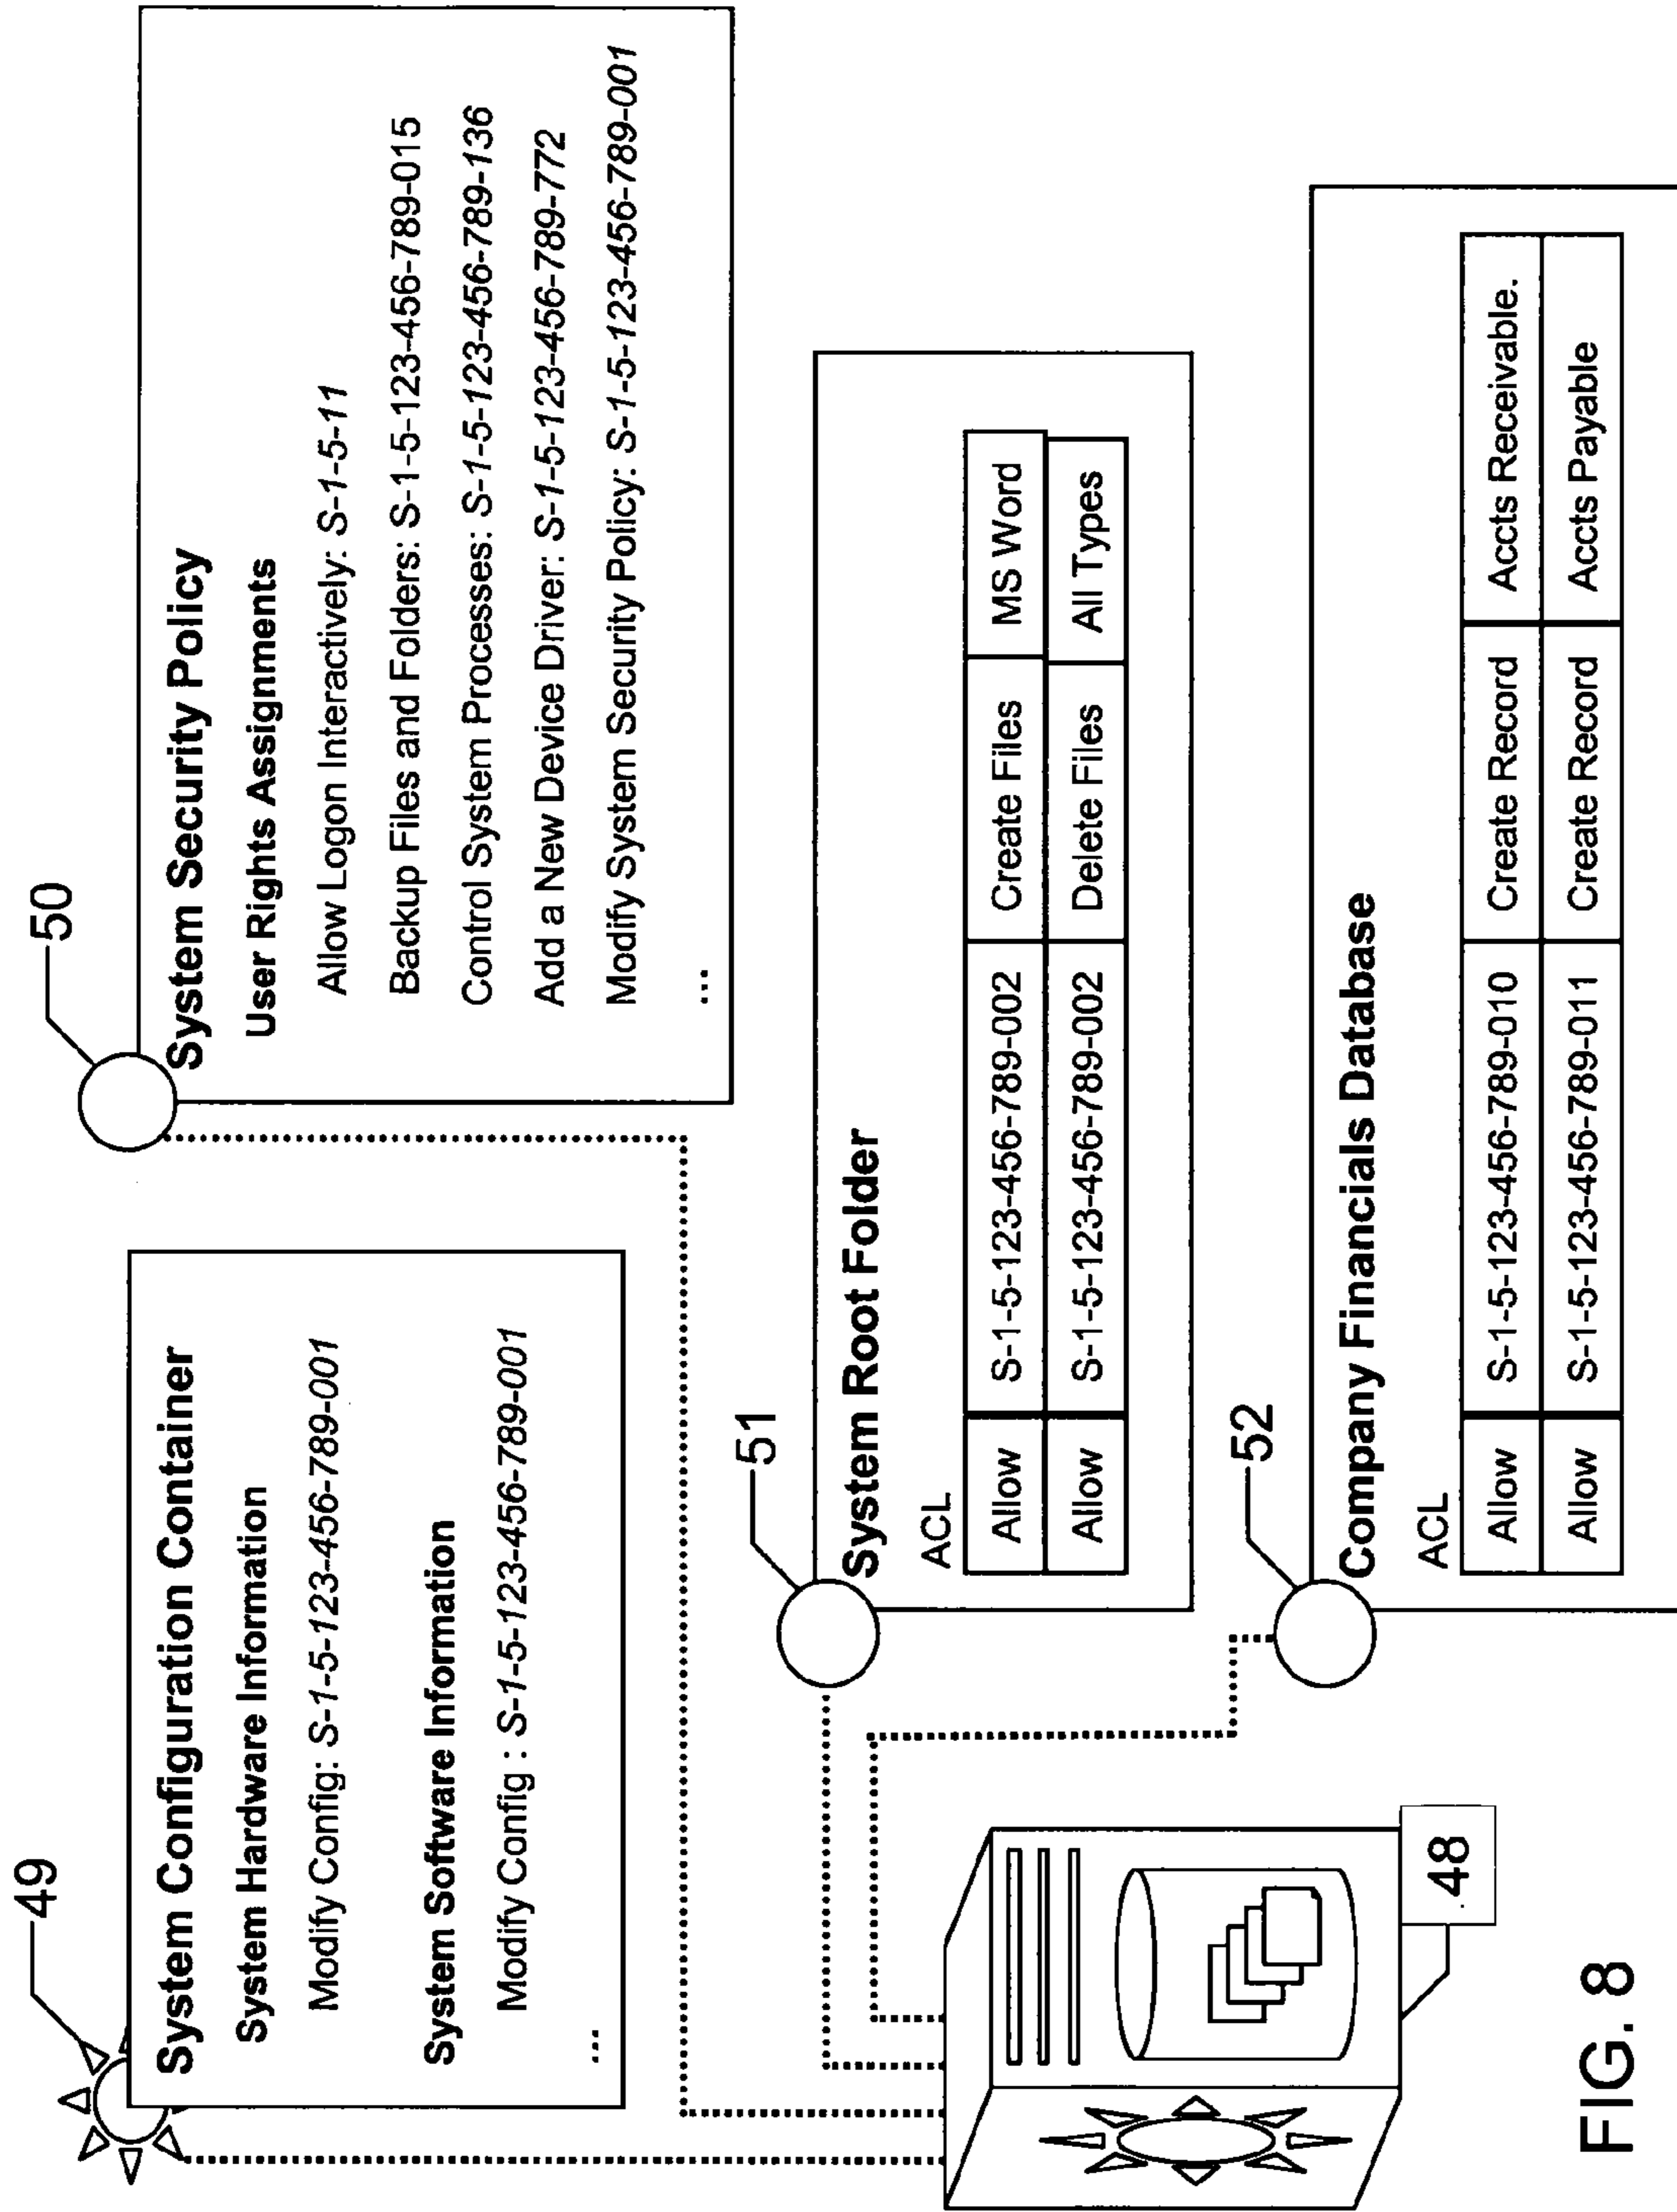 49
System Configuration Container
System Hardware Information
Modify Config: S-1-5-123-456-789-001
System Software Information
Modify Config : S-1-5-123-456-789-001
...
50
System Security Policy
User Rights Assignments
Allow Logon Interactively: S-1-5-11
Backup Files and Folders: S-1-5-123-456-789-015
Control System Processes: S-1-5-123-456-789-136
Add a New Device Driver: S-1-5-123-456-789-772
Modify System Security Policy: S-1-5-123-456-789-001
...
51
System Root Folder
ACL
Allow S-1-5-123-456-789-002 Create Files MS Word
Allow S-1-5-123-456-789-002 Delete Files All Types
52
Company Financials Database
ACL
Allow S-1-5-123-456-789-010 Create Record Accts Receivable.
Allow S-1-5-123-456-789-011 Create Record Accts Payable
48
FIG. 8